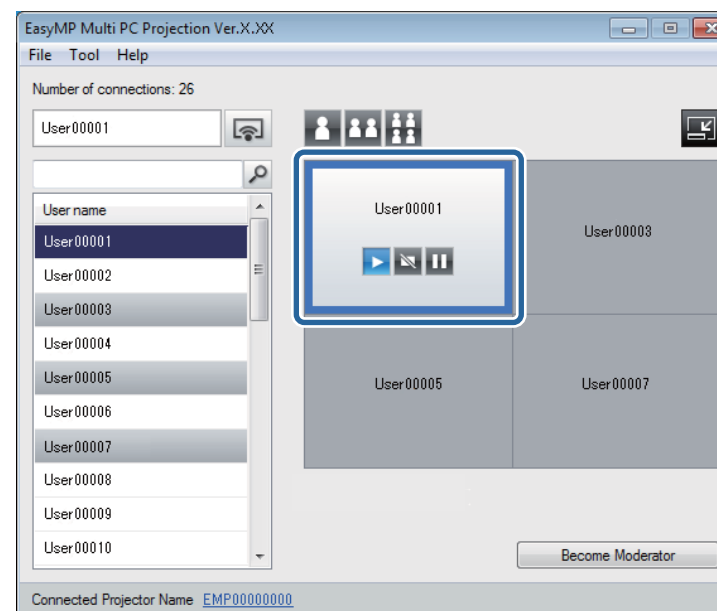 EasyMP Multi PC Projection Ver.X.XX
File Tool Help
Number of connections: 26
User00001
User name
User00001
User00002
User00003
User00004
User00005
User00006
User00007
User00008
User00009
User00010
User00001
User00003
User00005
User00007
Become Moderator
Connected Projector Name EMP00000000